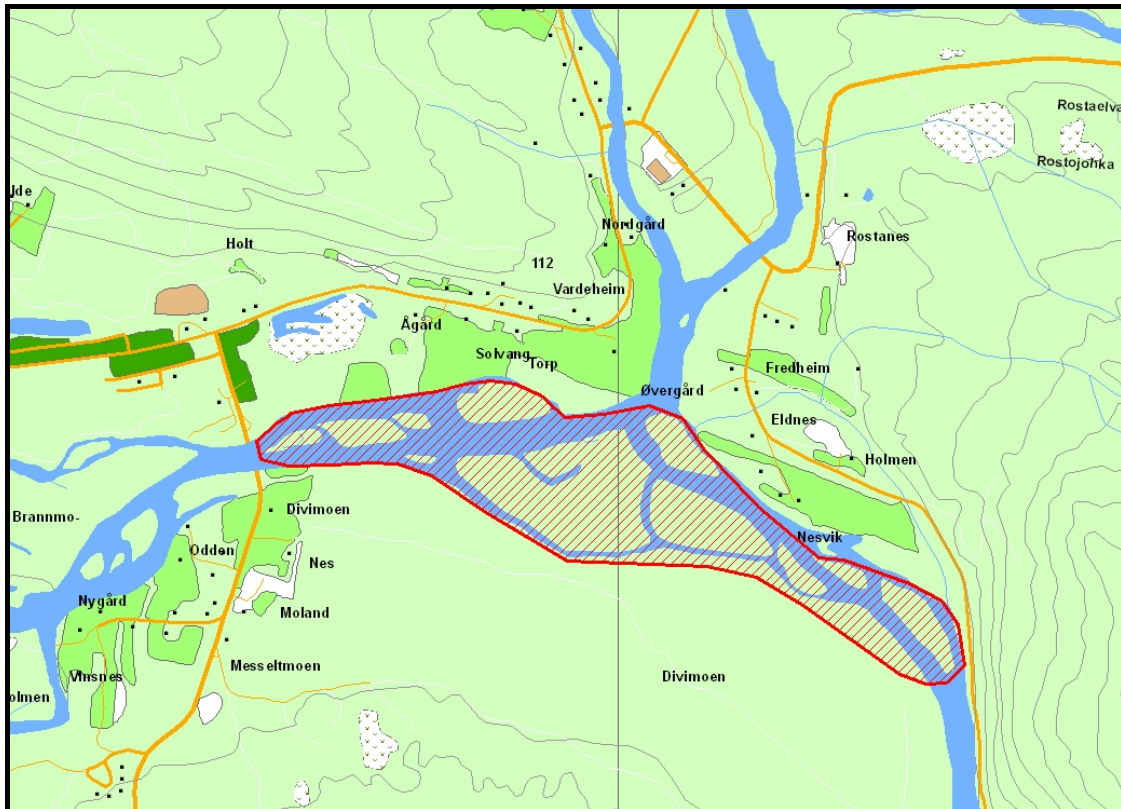 Rostaelva
Rostojohka
lde
Nordgård
Rostanes
Holt
112
Vardeheim
Ågård
Solvang
Torp
Fredheim
Øvergård
Eldnes
Holmen
Divimoen
Brannmo-
Nesvik
Odden
Nes
Nygård
Moland
Messeltmoen
Divimoen
Vinsnes
olmen